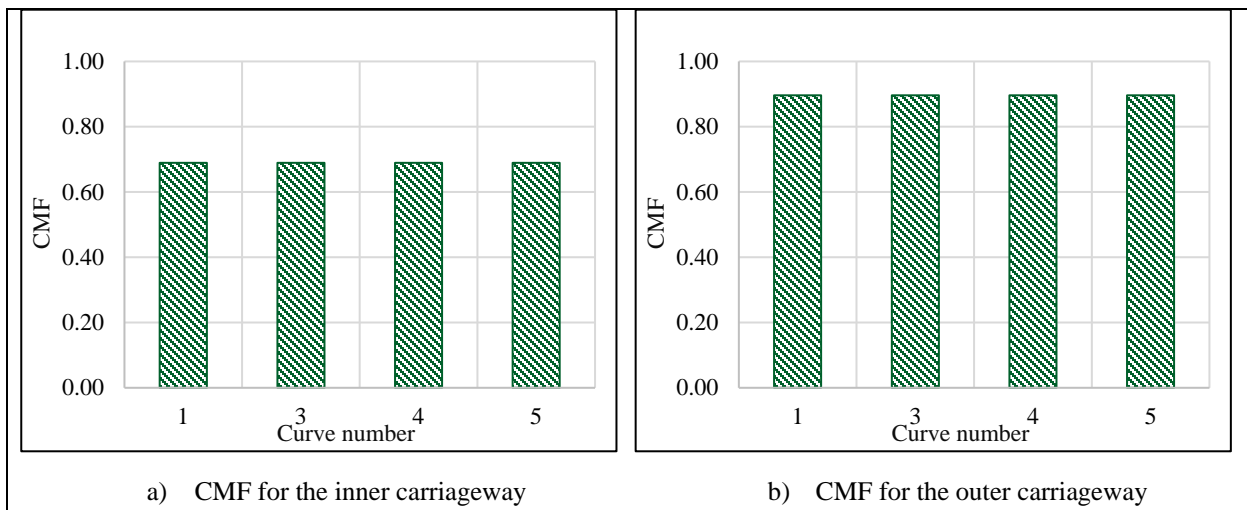 1.00
0.80
0.60
0.40
0.20
0.00
CMF
1 3 4 5
Curve number
a) CMF for the inner carriageway
1.00
0.80
0.60
0.40
0.20
0.00
CMF
1 3 4 5
Curve number
b) CMF for the outer carriageway